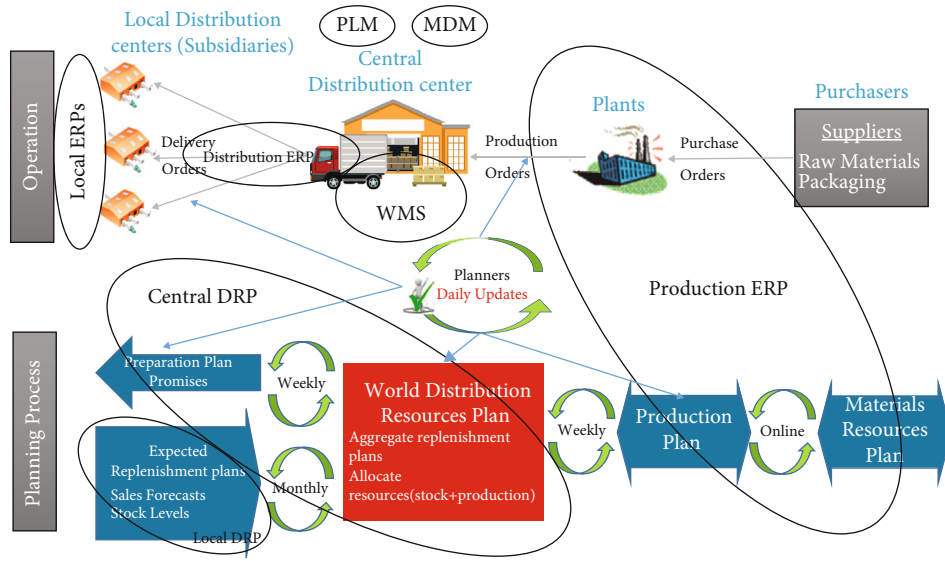 PLM
MDM
Local Distribution
centers (Subsidiaries)
Central
Distribution center
Plants
Purchasers
Operation
Local ERPs
Delivery
Orders
Distribution ERP
WMS
Production
Orders
Purchase
Orders
Suppliers
Raw Materials
Packaging
Planners
Daily Updates
Central DRP
Production ERP
Planning Process
Preparation Plan
Promises
Weekly
World Distribution
Resources Plan
Aggregate replenishment
plans
Allocate
resources(stock+production)
Weekly
Production
Plan
Online
Materials
Resources
Plan
Expected
Replenishment plans
Sales Forecasts
Stock Levels
Local DRP
Monthly